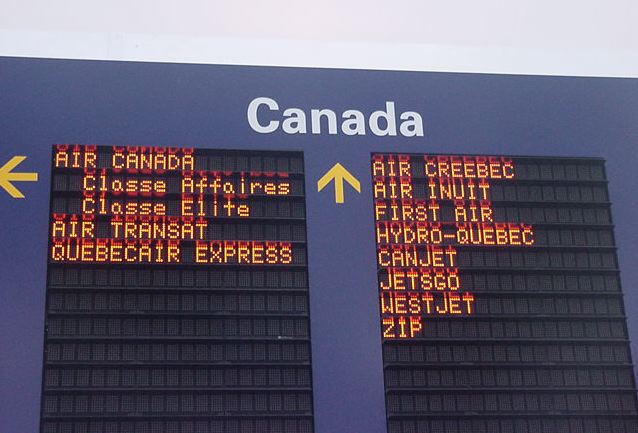 Canada
AIR CANADA
Classe Affaires
Classe Elite
AIR TRANSAT
QUEBECAIR EXPRESS
AIR CREEBEC
AIR INUIT
FIRST AIR
HYDRO-QUEBEC
CANJET
JETSGO
WESTJET
ZIP